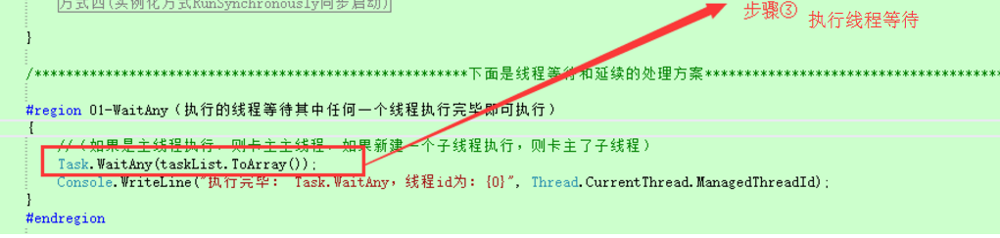 方式四(实例化方式RunSynchronously同步启动)
步骤③ 执行线程等待
}
/*******************************************************下面是线程等待和延续的处理方案*************************************
#region 01-WaitAny（执行的线程等待其中任何一个线程执行完毕即可执行）
{
//（如果是主线程执行，则卡主主线程，如果新建一个子线程执行，则卡主了子线程）
Task.WaitAny(taskList.ToArray());
Console.WriteLine("执行完毕： Task.WaitAny，线程id为：{0}", Thread.CurrentThread.ManagedThreadId);
}
#endregion